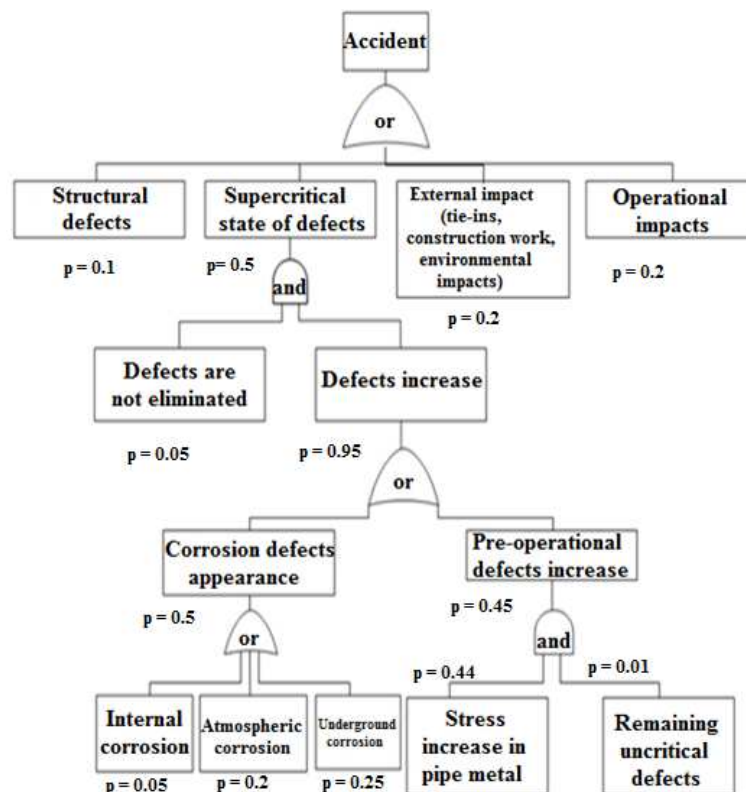 Accident
or
Structural
defects
Supercritical
state of defects
External impact
(tie-ins,
construction work,
environmental
impacts)
Operational
impacts
p = 0.1
p= 0.5
p = 0.2
p = 0.2
and
Defects are
not eliminated
Defects increase
p = 0.05
p = 0.95
or
Corrosion defects
appearance
Pre-operational
defects increase
p = 0.5
p = 0.45
or
and
p = 0.44
p = 0.01
Internal
corrosion
Atmospheric
corrosion
Underground
corrosion
Stress
increase in
pipe metal
Remaining
uncritical
defects
p = 0.05
p = 0.2
p = 0.25